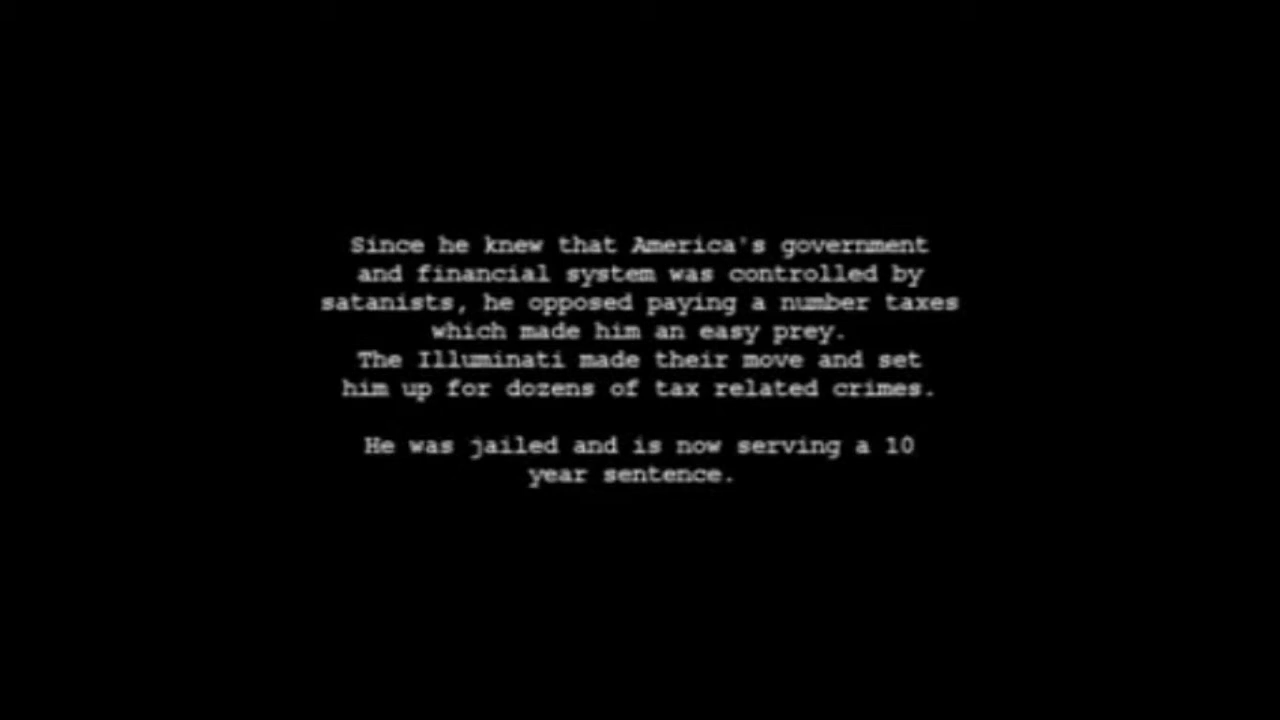 Since he knew that America's government
and financial system was controlled by
satanists, he opposed paying a number taxes
which made him an easy prey.
The Illuminati made their move and set
him up for dozens of tax related crimes.
He was jailed and is now serving a 10
year sentence.